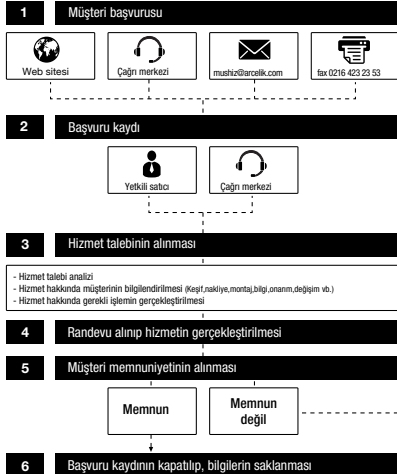 1 Müşteri başvurusu
Web sitesi
Çağrı merkezi
mushiz@arcelik.com
fax 0216 423 23 53
2 Başvuru kaydı
Yetkili satıcı
Çağrı merkezi
3 Hizmet talebinin alınması
- Hizmet talebi analizi
- Hizmet hakkında müşterinin bilgilendirilmesi (Keşif,nakliye,montaj,bilgi,onarım,değişim vb.)
- Hizmet hakkında gerekli işlemin gerçekleştirilmesi
4 Randevu alınıp hizmetin gerçekleştirilmesi
5 Müşteri memnuniyetinin alınması
Memnun
Memnun
değil
6 Başvuru kaydının kapatılıp, bilgilerin saklanması